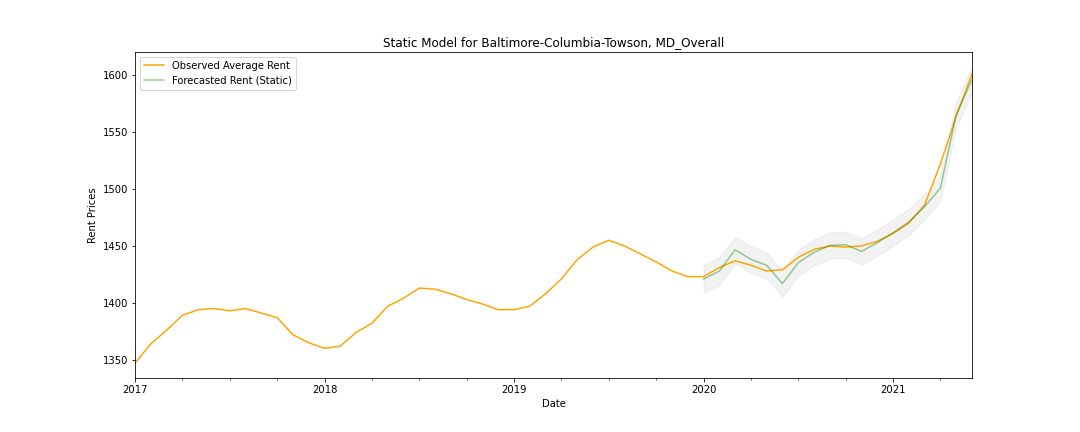 Static Model for Baltimore-Columbia-Towson, MD_Overall
Observed Average Rent
Forecasted Rent (Static)
1600
1550
1500
1450
1400
1350
Rent Prices
2017
2018
2019
2020
2021
Date